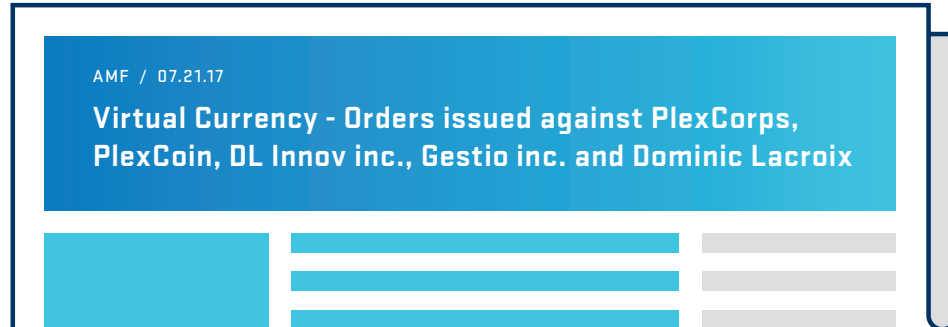 AMF / 07.21.17
Virtual Currency - Orders issued against PlexCorps,
PlexCoin, DL Innov inc., Gestio inc. and Dominic Lacroix